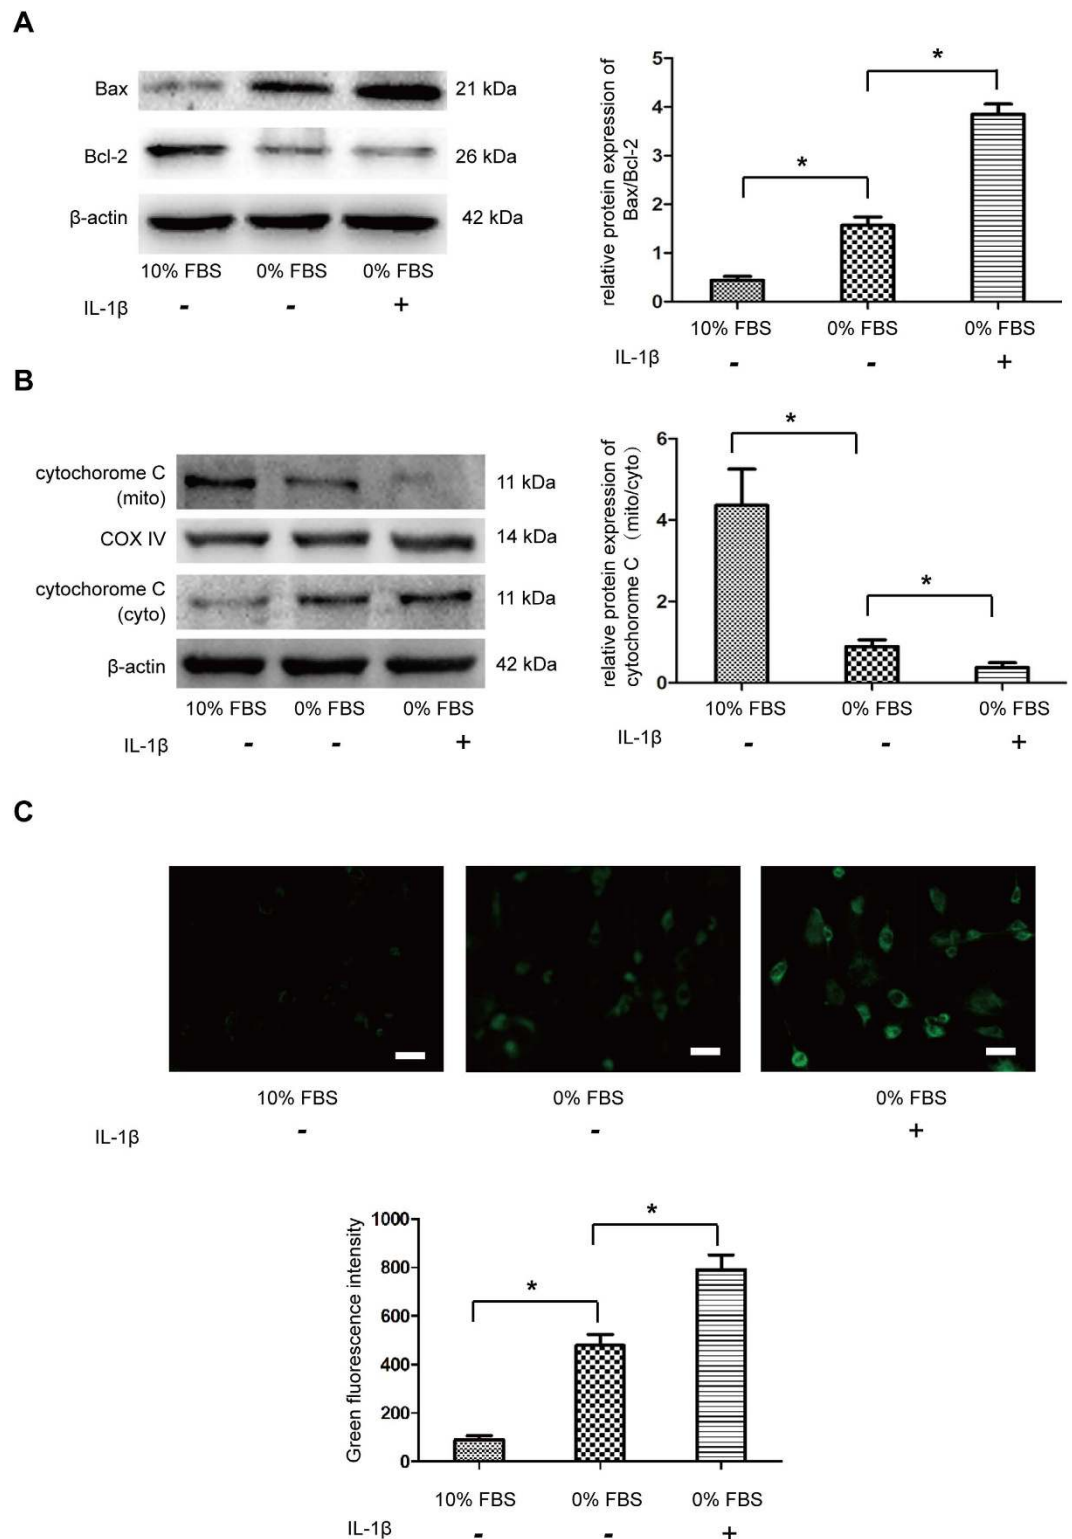 A
Bax
21 kDa
Bcl-2
26 kDa
β-actin
42 kDa
10% FBS 0% FBS 0% FBS
IL-1β - - +
relative protein expression of
Bax/Bcl-2
5
4
3
2
1
0
*
*
10% FBS 0% FBS 0% FBS
IL-1β - - +
B
cytochorome C
(mito)
11 kDa
COX IV
14 kDa
cytochorome C
(cyto)
11 kDa
β-actin
42 kDa
10% FBS 0% FBS 0% FBS
IL-1β - - +
relative protein expression of
cytochorome C (mito/cyto)
6
4
2
0
*
*
10% FBS 0% FBS 0% FBS
IL-1β - - +
C
10% FBS 0% FBS 0% FBS
IL-1β - - +
Green fluorescence intensity
1000
800
600
400
200
0
*
*
10% FBS 0% FBS 0% FBS
IL-1β - - +